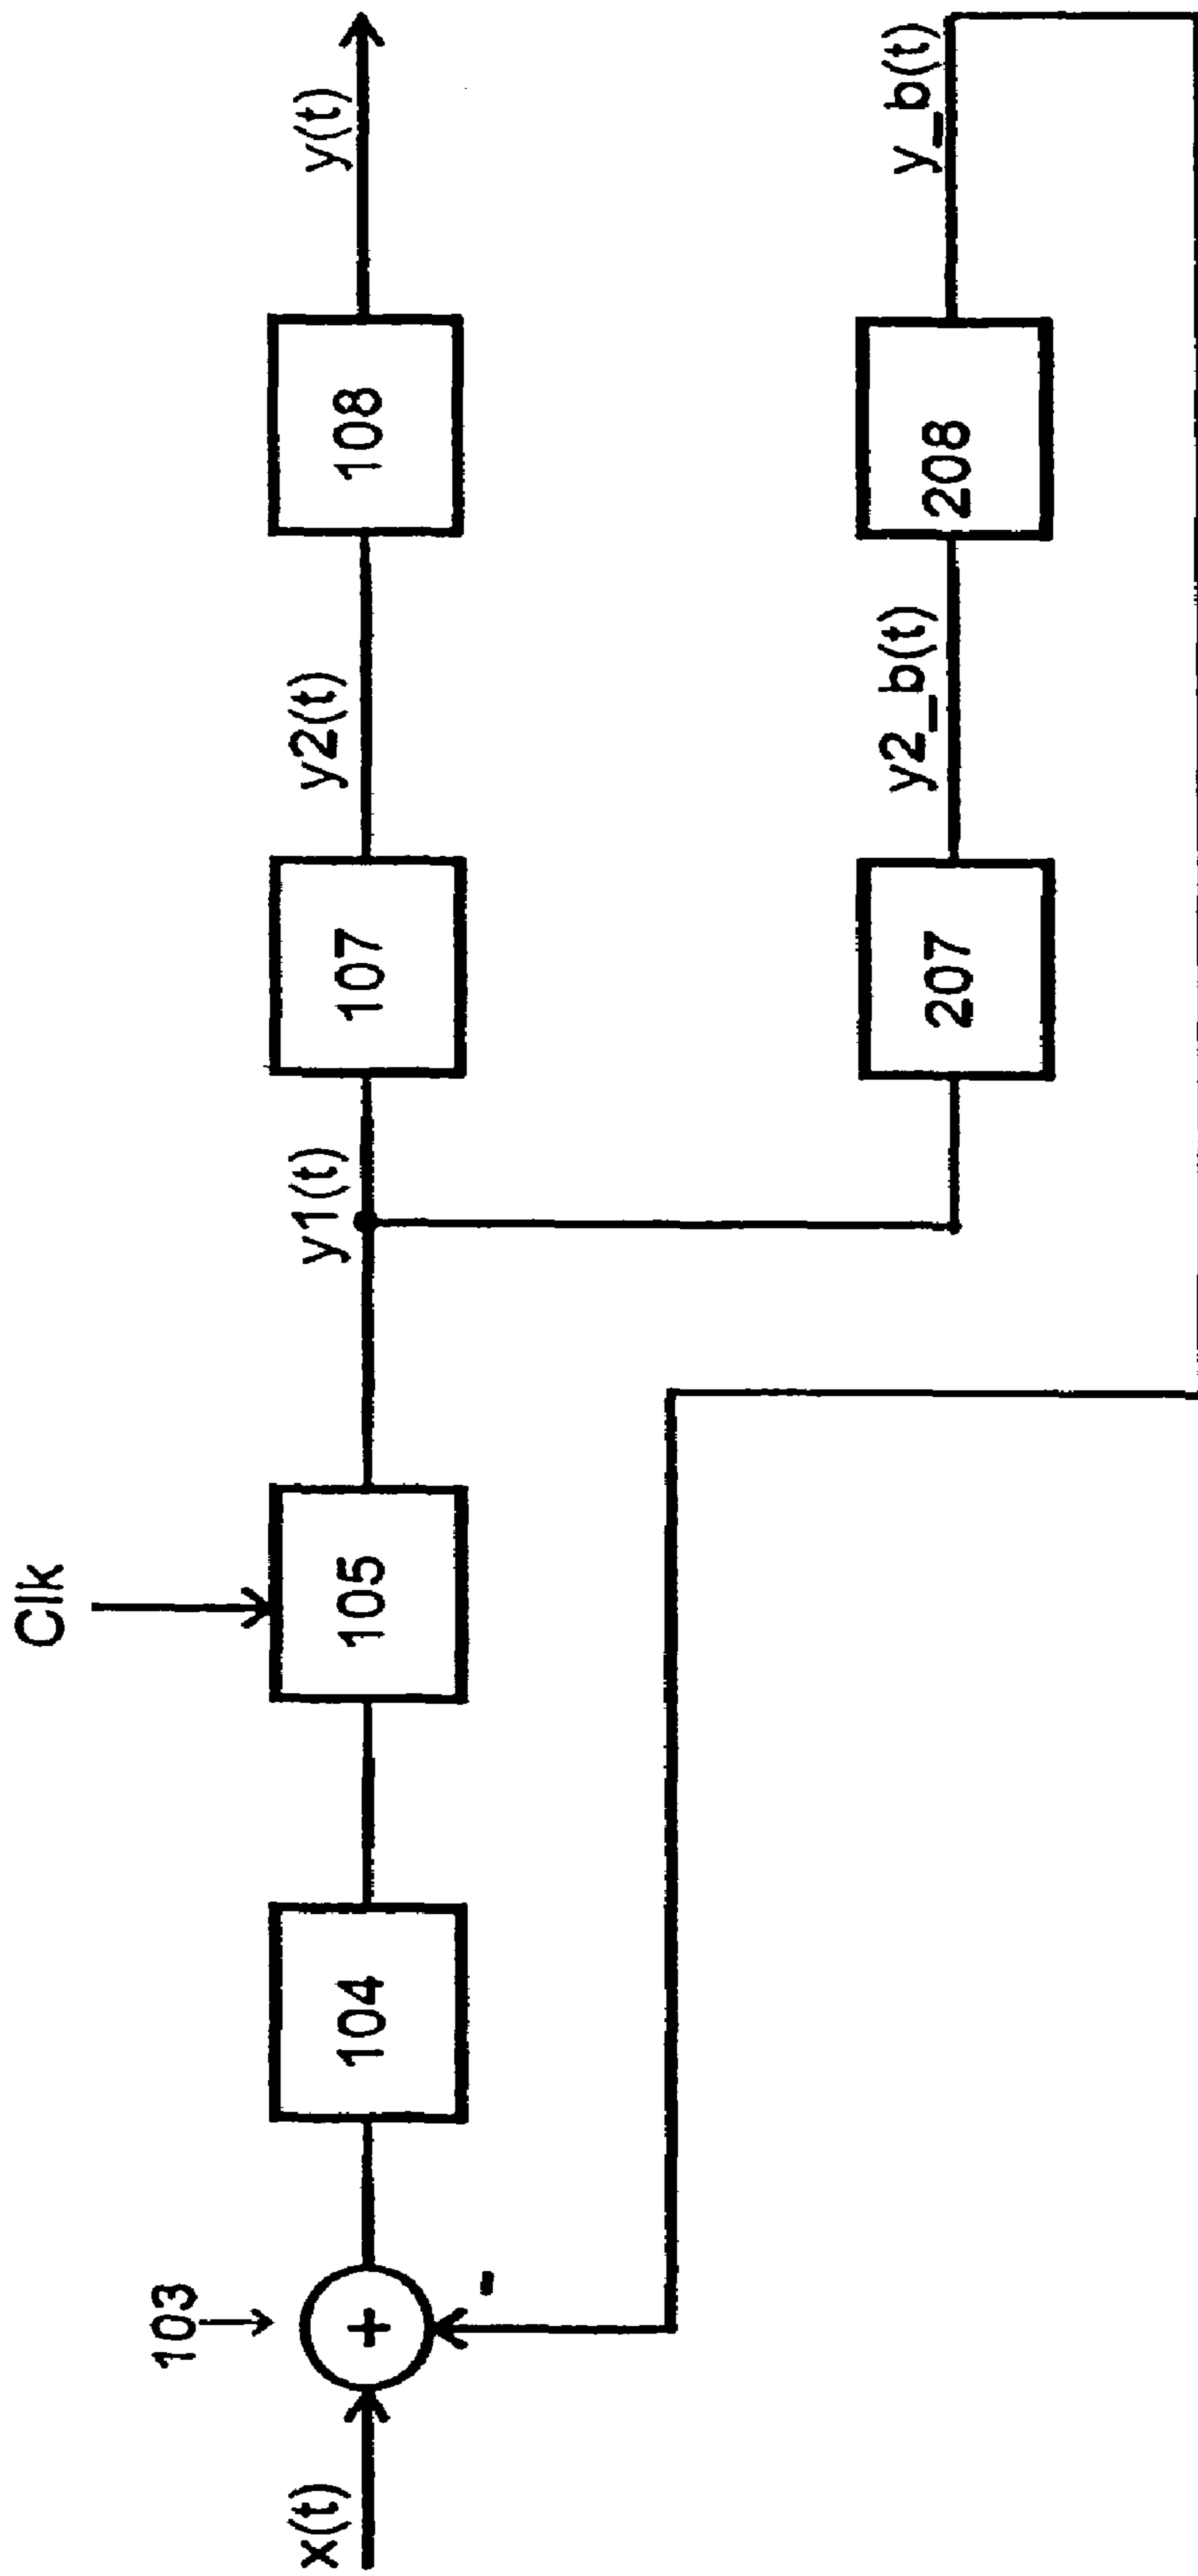 Clk
103
x(t)
+
-
104
105
y1(t)
107
y2(t)
108
y(t)
207
y2_b(t)
208
y_b(t)